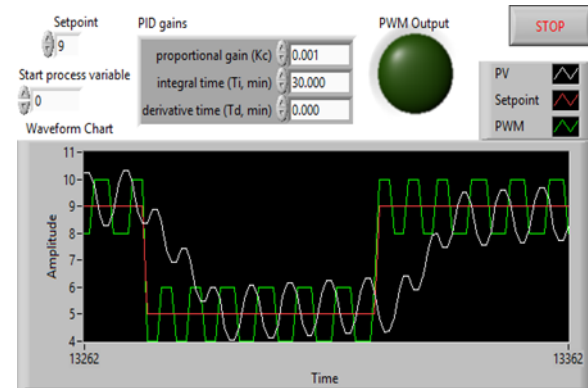 Setpoint
9
PID gains
PWM Output
STOP
proportional gain (Kc) 0.001
integral time (Ti, min) 30.000
derivative time (Td, min) 0.000
Start process variable
0
PV
Setpoint
PWM
Waveform Chart
11
10
9
8
7
6
5
4
Amplitude
13262
13362
Time